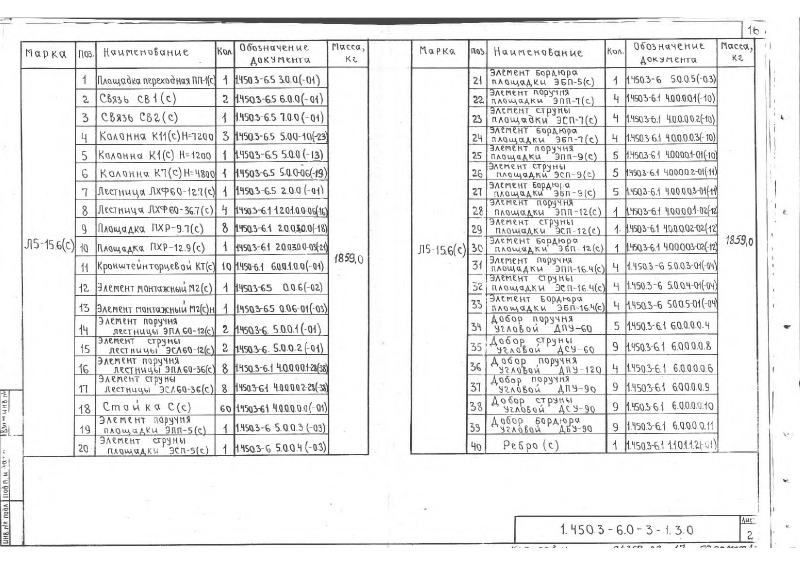 16
Марка Поз. Наименование Кол. Обозначение документа Масса, кг
Л5-15.6(с) 1859,0
1 Площадка переходная ПП-1(с) 1 1.450.3-6.5 3.0.0(-01)
2 Связь СВ1(с) 2 1.450.3-6.5 6.0.0(-01)
3 Связь СВ2(с) 1 1.450.3-6.5 7.0.0(-01)
4 Колонна К11(с) H=7200 3 1.450.3-6.5 5.0.0-10(-23)
5 Колонна К1(с) H=1200 1 1.450.3-6.5 5.0.0(-13)
6 Колонна К7(с) H=4800 1 1.450.3-6.5 5.0.0-06(-19)
7 Лестница ЛХФ60-12.7(с) 1 1.450.3-6.5 2.0.0(-01)
8 Лестница ЛХФ60-36.7(с) 4 1.450.3-6.1 1.2.0.1.0.0-06(16)
9 Площадка ПХР-9.7(с) 8 1.450.3-6.1 2.0.0.3.0.0(-18)
10 Площадка ПХР-12.9(с) 1 1.450.3-6.1 2.0.0.3.0.0-03(21)
11 Кронштейн торцевой КТ(с) 10 1.450-6.1 6.0.0.1.0.0(-01)
12 Элемент монтажный М2(с) 1 1.450.3-6.5 0.0.6(-02)
13 Элемент монтажный М2(с)н 1 1.450.3-6.5 0.0.6-01(-03)
14 Элемент поручня лестницы ЭПЛ60-12(с) 2 1.450.3-6. 5.0.0.1(-01)
15 Элемент струны лестницы ЭСЛ60-12(с) 2 1.450.3-6. 5.0.0.2(-01)
16 Элемент поручня лестницы ЭПЛ60-36(с) 8 1.450.3-6.1 4.0.0.0.0.1-28(38)
17 Элемент струны лестницы ЭСЛ60-36(с) 8 1.450.3-6.1 4.0.0.0.0.2-28(38)
18 Стойка С(с) 60 1.450.3-6.1 4.0.0.0.0.0(-01)
19 Элемент поручня площадки ЭПП-5(с) 1 1.450.3-6 5.0.0.3(-03)
20 Элемент струны площадки ЭСП-5(с) 1 1.450.3-6 5.0.0.4(-03)
Марка Поз. Наименование Кол. Обозначение документа Масса, кг
Л5-15.6(с) 1859,0
21 Элемент бордюра площадки ЭБП-5(с) 1 1.450.3-6 5.0.0.5(-03)
22 Элемент поручня площадки ЭПП-7(с) 4 1.450.3-6.1 4.0.0.0.0.1(-10)
23 Элемент струны площадки ЭСП-7(с) 4 1.450.3-6.1 4.0.0.0.0.2(-10)
24 Элемент бордюра площадки ЭБП-7(с) 4 1.450.3-6.1 4.0.0.0.0.3(-10)
25 Элемент поручня площадки ЭПП-9(с) 5 1.450.3-6.1 4.0.0.0.0.1-01(10)
26 Элемент струны площадки ЭСП-9(с) 5 1.450.3-6.1 4.0.0.0.0.2-01(11)
27 Элемент бордюра площадки ЭБП-9(с) 5 1.450.3-6.1 4.0.0.0.0.3-01(11)
28 Элемент поручня площадки ЭПП-12(с) 1 1.450.3-6.1 4.0.0.0.0.1-02(12
29 Элемент струны площадки ЭСП-12(с) 1. 1.450.3-6.1 4.0.0.0.0.2-02(12
30 Элемент бордюра площадки ЭБП-12(с) 1 1.450.3-6.1 4.0.0.0.0.3-02(12
31 Элемент поручня площадки ЭПП-16.4(с) 4 1.450.3-6 5.0.0.3-01(-04)
32 Элемент струны площадки ЭСП-16.4(с) 4 1.450.3-6 5.0.0.4-01(-04)
33 Элемент бордюра площадки ЭБП-16.4(с) 4 1.450.3-6 5.0.0.5-01(-04)
34 Добор поручня угловой ДПУ-60 5 1.450.3-6.1 6.0.0.0.0.4
35 Добор струны угловой ДСУ-60 9 1.450.3-6.1 6.0.0.0.0.8
36 Добор поручня угловой ДПУ-120 4 1.450.3-6.1 6.0.0.0.0.6
37 Добор поручня угловой ДПУ-90 9 1.450.3-6.1 6.0.0.0.0.9
38 Добор струны угловой ДСУ-90 9 1.450.3-6.1 6.0.0.0.0.10
39 Добор бордюра угловой ДБУ-90 9 1.450.3-6.1 6.0.0.0.0.11
40 Ребро(с) 1 1.450.3-6.1 1.1.0.1.1.2(-01)
1.450.3-6.0-3-1.3.0
Лис
2
Инв.№ подл Подп. и